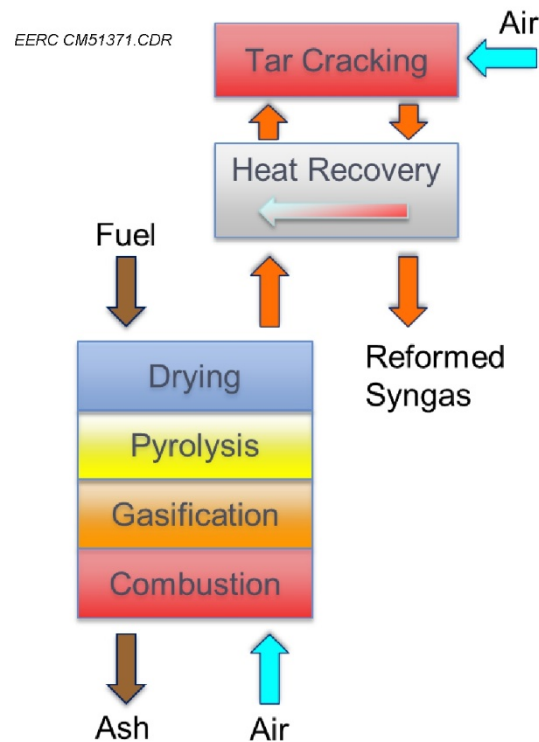 EERC CM51371.CDR
Air
Tar Cracking
Heat Recovery
Fuel
Reformed
Syngas
Drying
Pyrolysis
Gasification
Combustion
Ash
Air